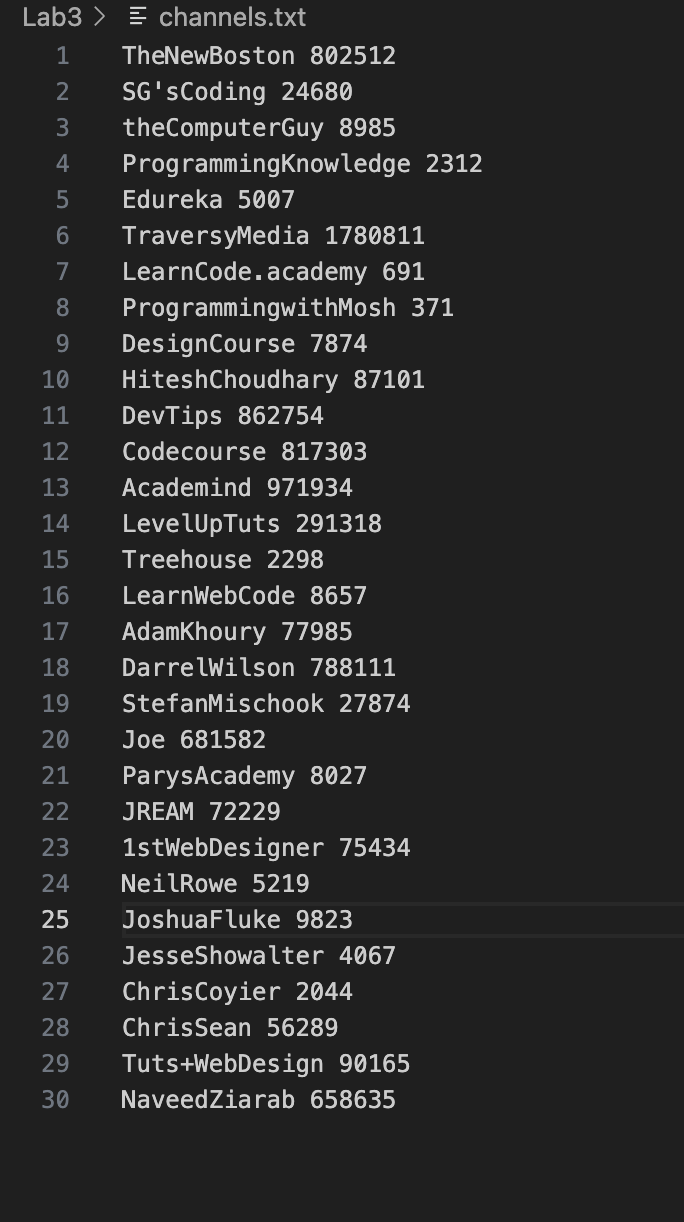 Lab3 > channels.txt
1 TheNewBoston 802512
2 SG'sCoding 24680
3 theComputerGuy 8985
4 ProgrammingKnowledge 2312
5 Edureka 5007
6 TraversyMedia 1780811
7 LearnCode.academy 691
8 ProgrammingwithMosh 371
9 DesignCourse 7874
10 HiteshChoudhary 87101
11 DevTips 862754
12 Codecourse 817303
13 Academind 971934
14 LevelUpTuts 291318
15 Treehouse 2298
16 LearnWebCode 8657
17 AdamKhoury 77985
18 DarrelWilson 788111
19 StefanMischook 27874
20 Joe 681582
21 ParysAcademy 8027
22 JREAM 72229
23 1stWebDesigner 75434
24 NeilRowe 5219
25 JoshuaFluke 9823
26 JesseShowalter 4067
27 ChrisCoyier 2044
28 ChrisSean 56289
29 Tuts+WebDesign 90165
30 NaveedZiarab 658635